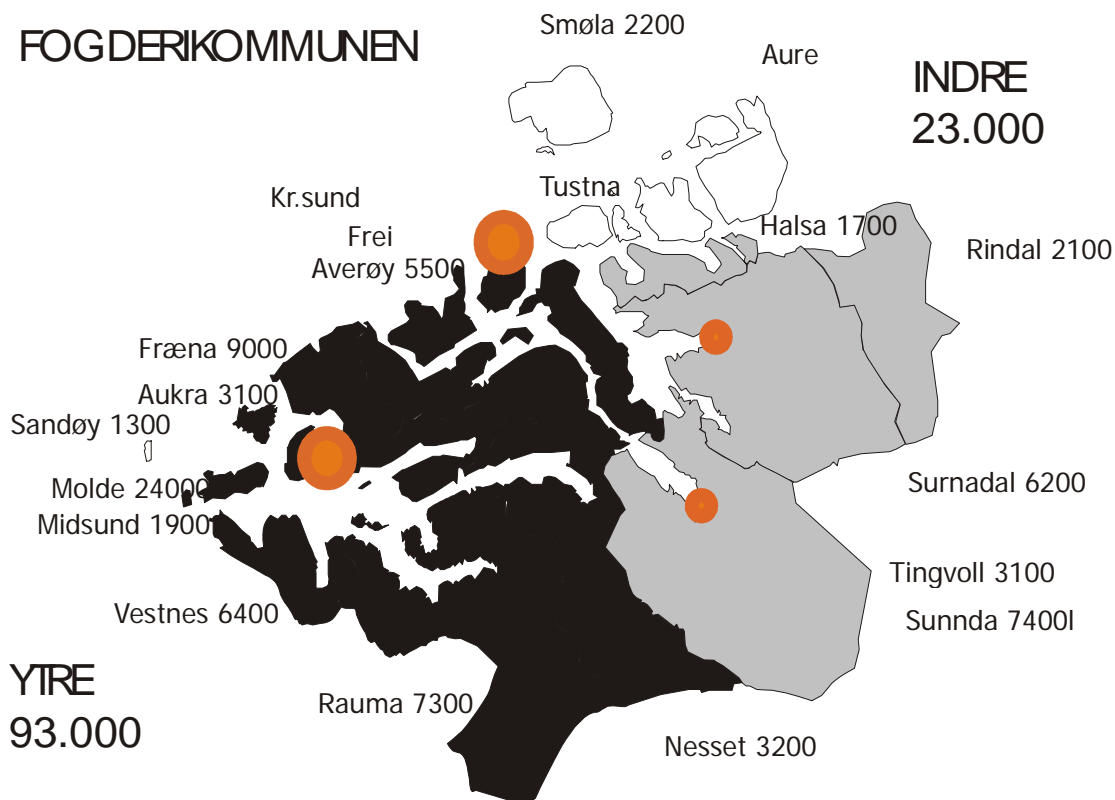 FOGDERIKOMMUNEN
Smøla 2200
Aure
INDRE
23.000
Tustna
Kr.sund
Halsa 1700
Frei
Rindal 2100
Averøy 5500
Fræna 9000
Aukra 3100
Sandøy 1300
Molde 24000
Surnadal 6200
Midsund 1900
Tingvoll 3100
Vestnes 6400
Sunnda 7400l
YTRE
93.000
Rauma 7300
Nesset 3200